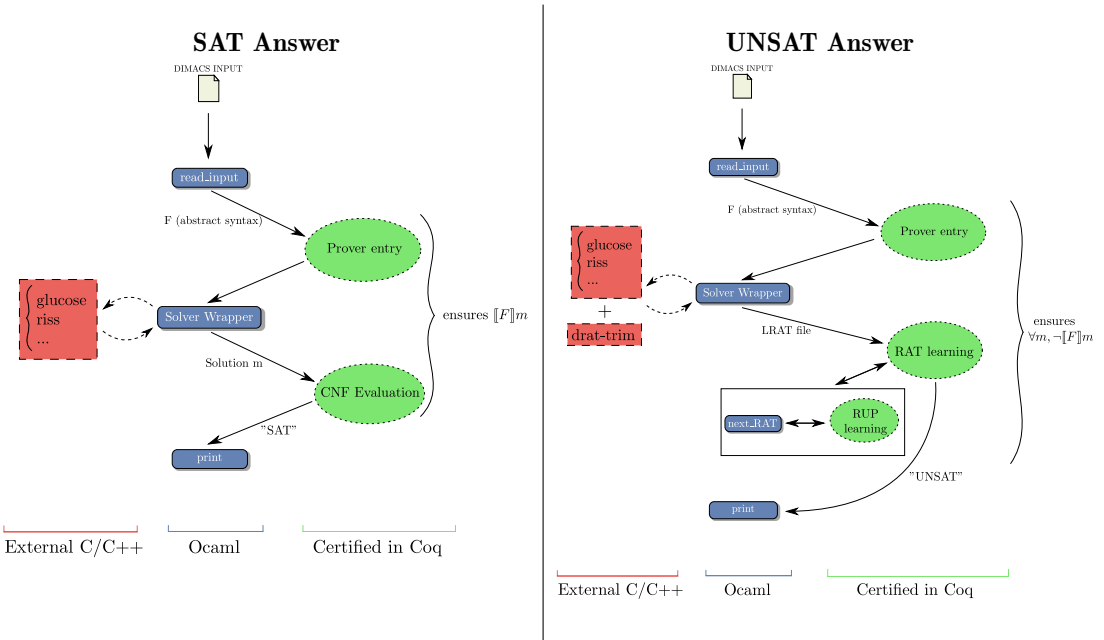 SAT Answer
DIMACS INPUT
read_input
F (abstract syntax)
Prover entry
glucose
riss
...
Solver Wrapper
ensures ⟦F⟧m
Solution m
CNF Evaluation
"SAT"
print
External C/C++
Ocaml
Certified in Coq
UNSAT Answer
DIMACS INPUT
read_input
F (abstract syntax)
Prover entry
glucose
riss
...
+
drat-trim
Solver Wrapper
LRAT file
RAT learning
ensures
∀m, ¬⟦F⟧m
next_RAT
RUP
learning
"UNSAT"
print
External C/C++
Ocaml
Certified in Coq